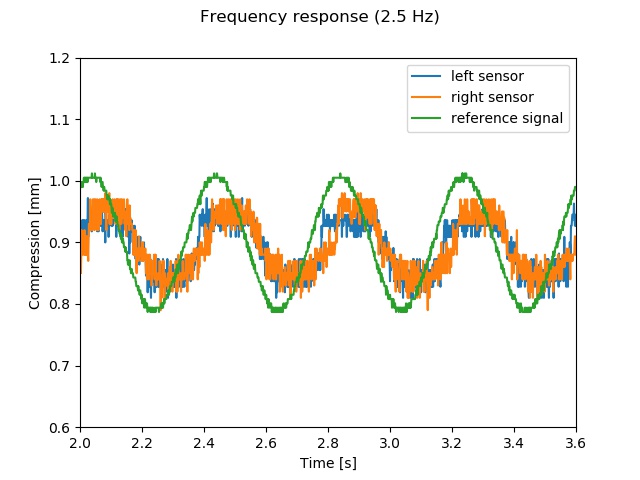 Frequency response (2.5 Hz)
1.2
1.1
1.0
0.9
0.8
0.7
0.6
Compression [mm]
left sensor
right sensor
reference signal
2.0 2.2 2.4 2.6 2.8 3.0 3.2 3.4 3.6
Time [s]